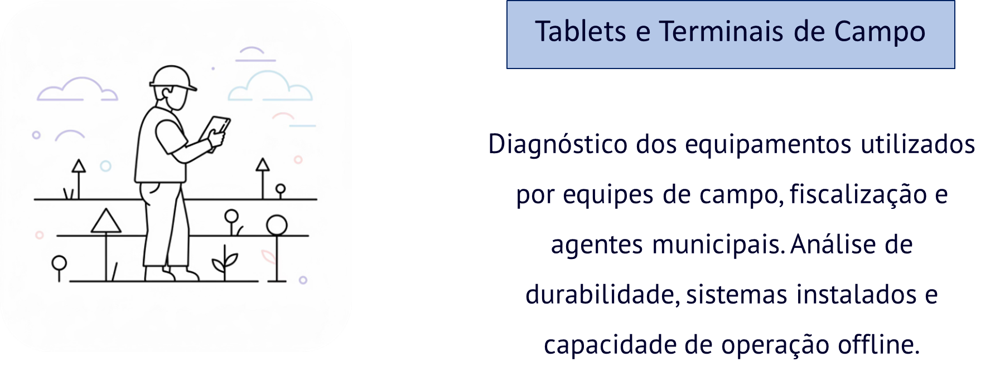 Tablets e Terminais de Campo
Diagnóstico dos equipamentos utilizados
por equipes de campo, fiscalização e
agentes municipais. Análise de
durabilidade, sistemas instalados e
capacidade de operação offline.